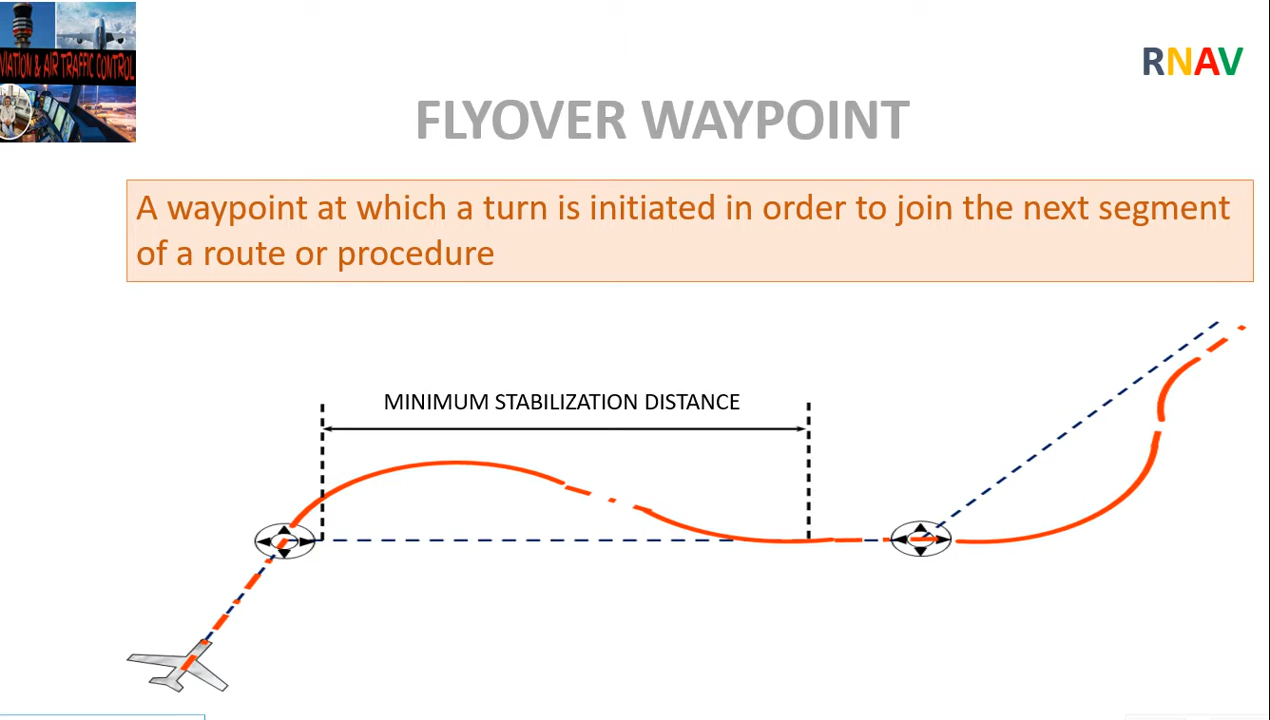 VIATION & AIR TRAFFIC CONTROL
RNAV
FLYOVER WAYPOINT
A waypoint at which a turn is initiated in order to join the next segment
of a route or procedure
MINIMUM STABILIZATION DISTANCE